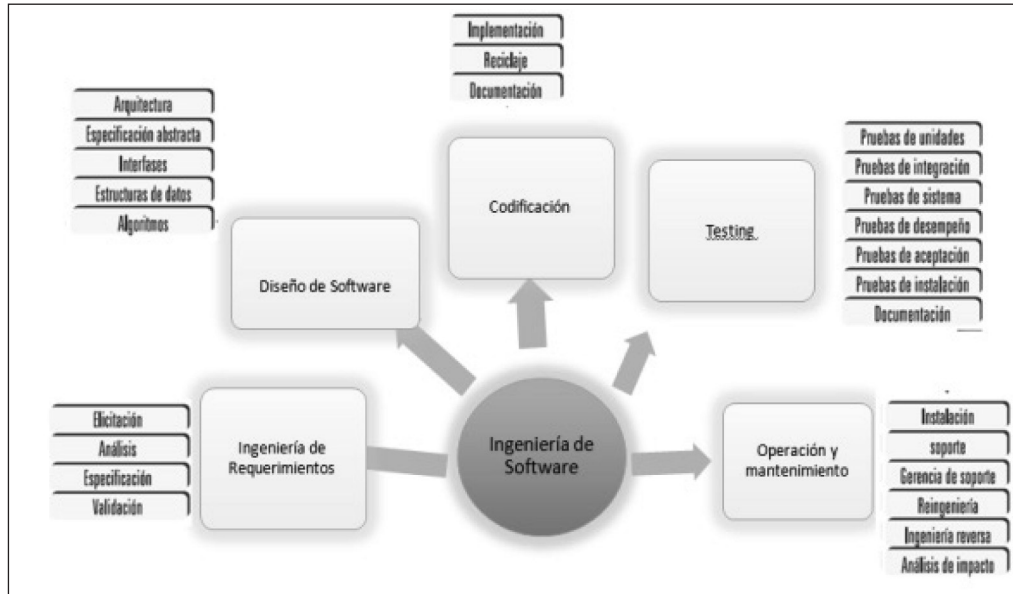 Implementación
Reciclaje
Documentación
Arquitectura
Especificación abstracta
Interfases
Estructuras de datos
Algoritmos
Pruebas de unidades
Pruebas de integración
Pruebas de sistema
Pruebas de desempeño
Pruebas de aceptación
Pruebas de instalación
Documentación
Codificación
Testing
Diseño de Software
Elicitación
Análisis
Especificación
Validación
Ingeniería de
Requerimientos
Ingeniería de
Software
Operación y
mantenimiento
Instalación
soporte
Gerencia de soporte
Reingeniería
Ingeniería reversa
Análisis de impacto